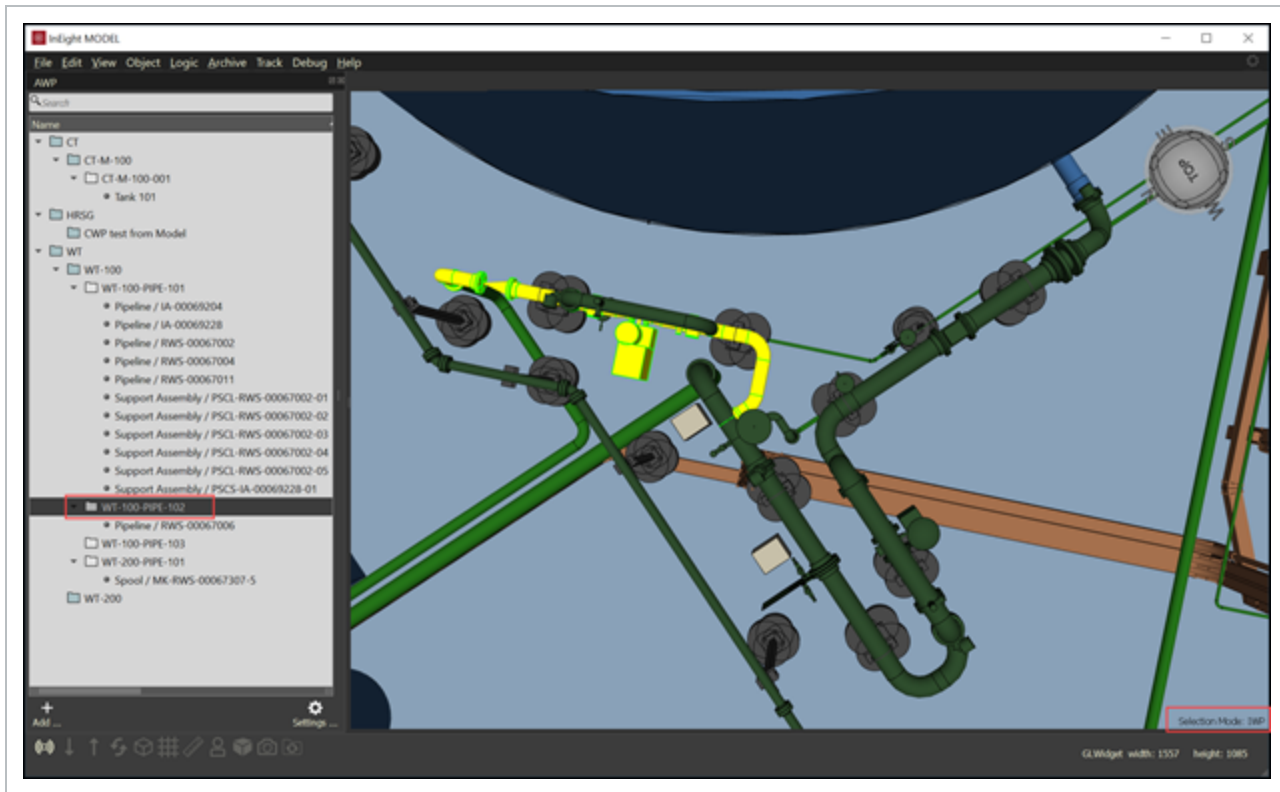 InEight MODEL
File Edit View Object Logic Archive Track Debug Help
AWP
Search
Name
CT
CT-M-100
CT-M-100-001
Tank 101
HRSG
CWP test from Model
WT
WT-100
WT-100-PIPE-101
Pipeline / IA-00069204
Pipeline / IA-00069228
Pipeline / RWS-00067002
Pipeline / RWS-00067004
Pipeline / RWS-00067011
Support Assembly / PSCL-RWS-00067002-01
Support Assembly / PSCL-RWS-00067002-02
Support Assembly / PSCL-RWS-00067002-03
Support Assembly / PSCL-RWS-00067002-04
Support Assembly / PSCL-RWS-00067002-05
Support Assembly / PSCS-IA-00069228-01
WT-100-PIPE-102
Pipeline / RWS-00067006
WT-100-PIPE-103
WT-200-PIPE-101
Spool / MK-RWS-00067307-5
WT-200
Add ...
Settings ...
TOP
E
S
W
Selection Mode: IWP
GLWidget width: 1557 height: 1085